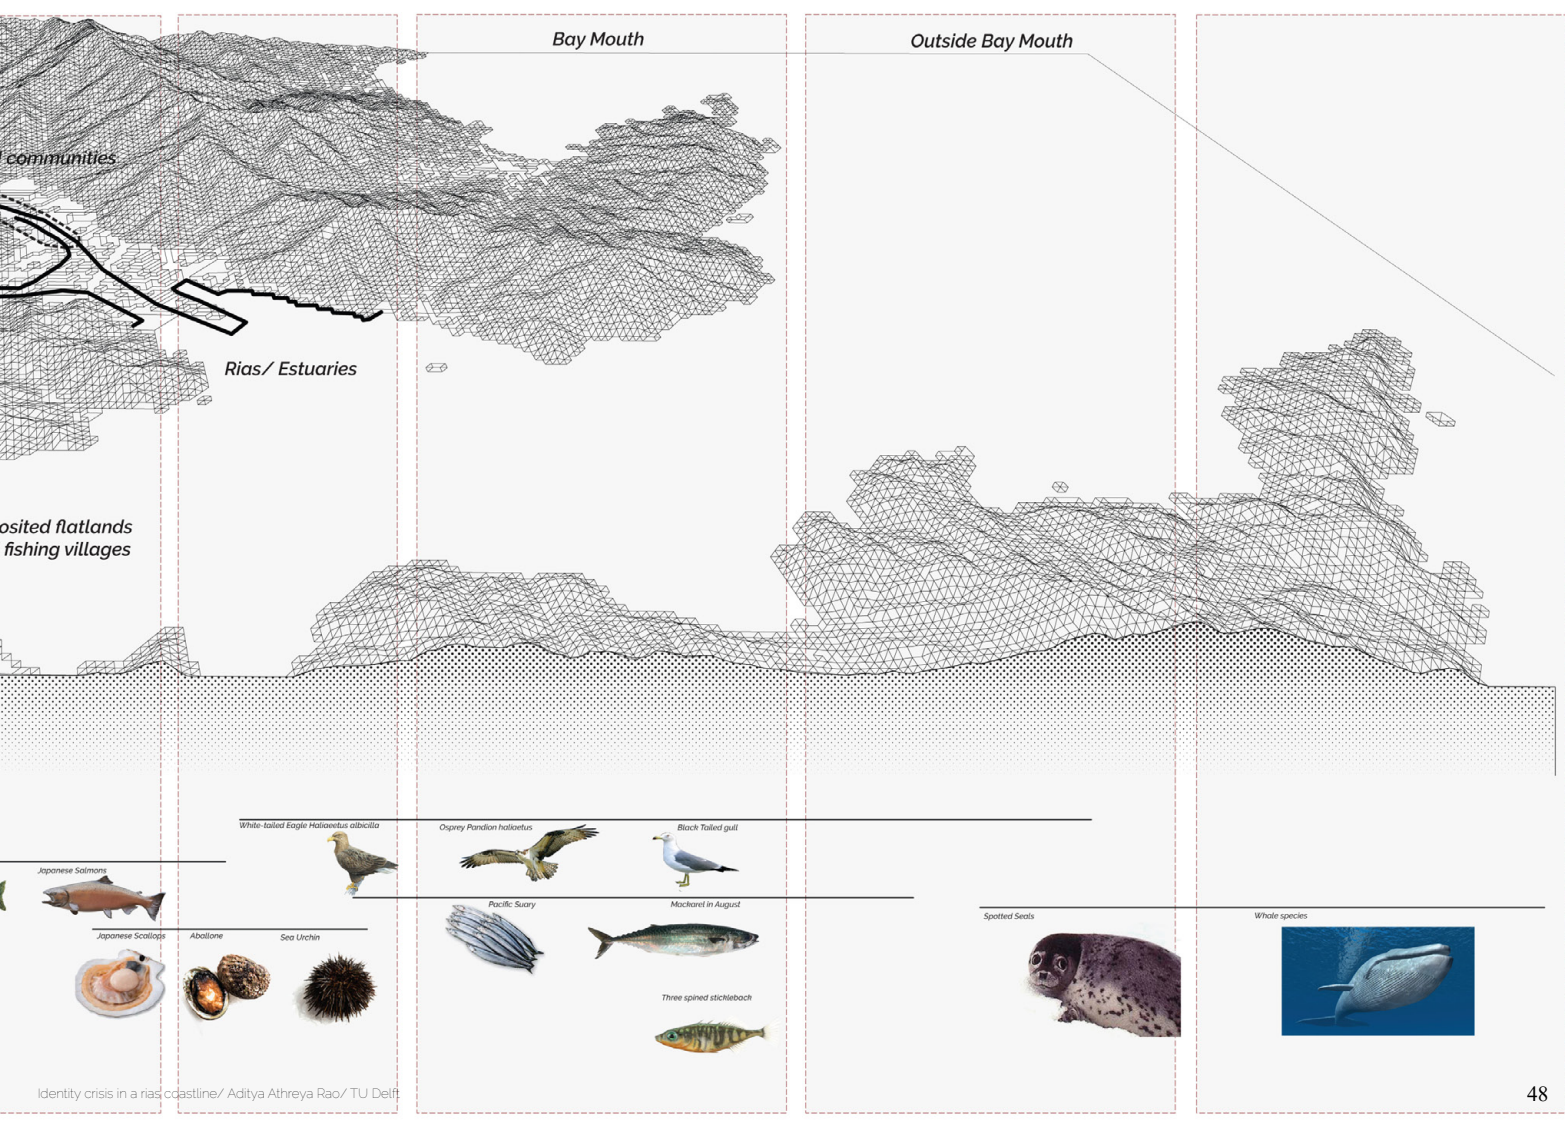 Bay Mouth
Outside Bay Mouth
communities
Rias/ Estuaries
osited flatlands
fishing villages
White-tailed Eagle Haliaeetus albicilla
Osprey Pandion haliaetus
Black Tailed gull
Japanese Salmons
Pacific Suary
Mackarel in August
Spotted Seals
Whale species
Japanese Scallops
Aballone
Sea Urchin
Three spined stickleback
Identity crisis in a rias coastline/ Aditya Athreya Rao/ TU Delft
48